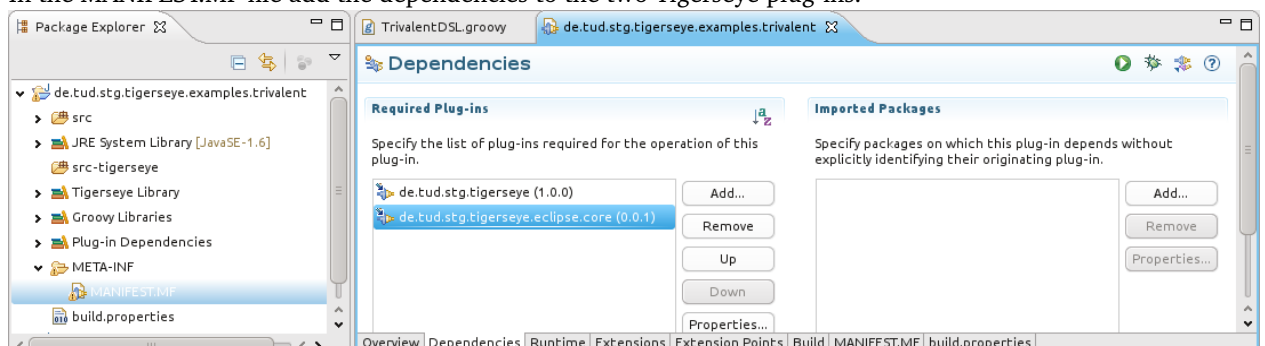 in the MANIFEST.MF file add the dependencies to the two Tigerseye plug-ins.
Package Explorer
TrivalentDSL.groovy
de.tud.stg.tigerseye.examples.trivalent
de.tud.stg.tigerseye.examples.trivalent
src
JRE System Library [JavaSE-1.6]
src-tigerseye
Tigerseye Library
Groovy Libraries
Plug-in Dependencies
META-INF
MANIFEST.MF
build.properties
Dependencies
Required Plug-ins
Specify the list of plug-ins required for the operation of this
plug-in.
de.tud.stg.tigerseye (1.0.0)
de.tud.stg.tigerseye.eclipse.core (0.0.1)
Add...
Remove
Up
Down
Properties...
Imported Packages
Specify packages on which this plug-in depends without
explicitly identifying their originating plug-in.
Add...
Remove
Properties...
Overview Dependencies Runtime Extensions Extension Points Build MANIFEST.MF build.properties